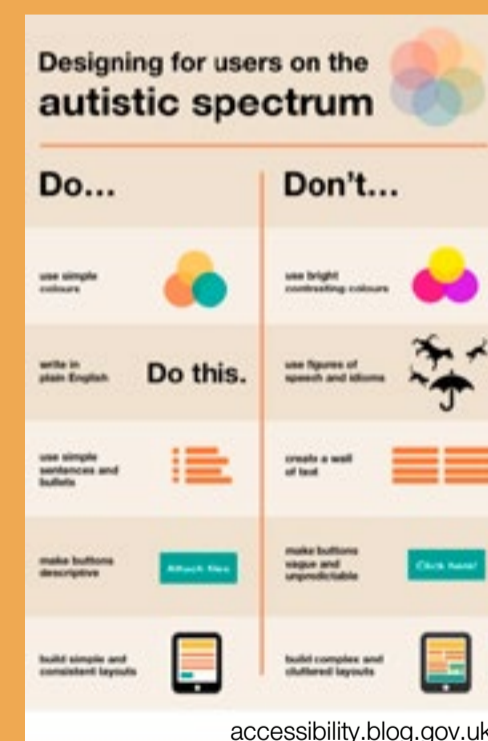 Designing for users on the
autistic spectrum
Do...
Don't...
use simple
colours
use bright
contrasting colours
write in
plain English
Do this.
use figures of
speech and idioms
use simple
sentences and
bullets
create a wall
of text
make buttons
descriptive
Attach files
make buttons
vague and
unpredictable
Click here!
build simple and
consistent layouts
build complex and
cluttered layouts
accessibility.blog.gov.uk